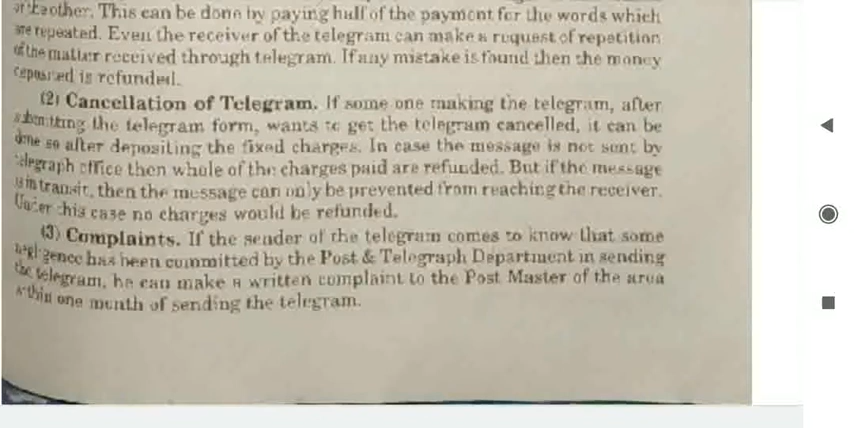 other. This can be done by paying half of the payment for the words which
are repeated. Even the receiver of the telegram can make a request of repetition
of the matter received through telegram. If any mistake is found then the money
deposited is refunded.
(2) Cancellation of Telegram. If some one making the telegram, after
submitting the telegram form, wants to get the telegram cancelled, it can be
done so after depositing the fixed charges. In case the message is not sent by
telegraph office then whole of the charges paid are refunded. But if the message
is in transit, then the message can only be prevented from reaching the receiver.
Under this case no charges would be refunded.
(3) Complaints. If the sender of the telegram comes to know that some
negligence has been committed by the Post & Telegraph Department in sending
the telegram, he can make a written complaint to the Post Master of the area
within one month of sending the telegram.